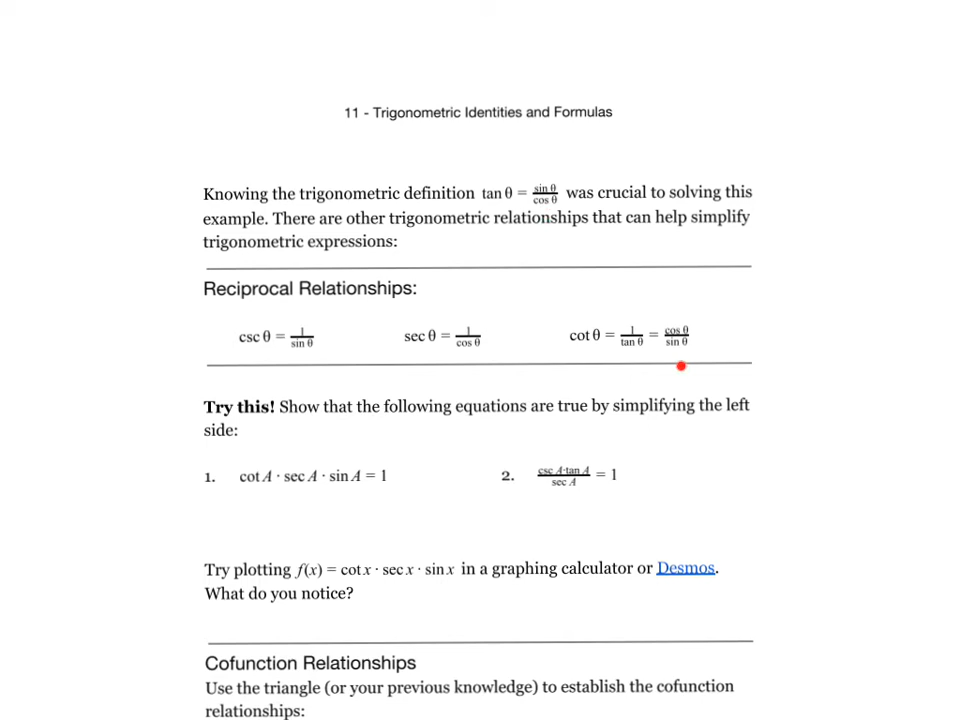 11 - Trigonometric Identities and Formulas
Knowing the trigonometric definition tan θ = sin θ / cos θ was crucial to solving this
example. There are other trigonometric relationships that can help simplify
trigonometric expressions:
Reciprocal Relationships:
csc θ = 1 / sin θ   sec θ = 1 / cos θ   cot θ = 1 / tan θ = cos θ / sin θ
Try this! Show that the following equations are true by simplifying the left
side:
1. cot A · sec A · sin A = 1   2. csc A·tan A / sec A = 1
Try plotting f(x) = cot x · sec x · sin x in a graphing calculator or Desmos.
What do you notice?
Cofunction Relationships
Use the triangle (or your previous knowledge) to establish the cofunction
relationships: